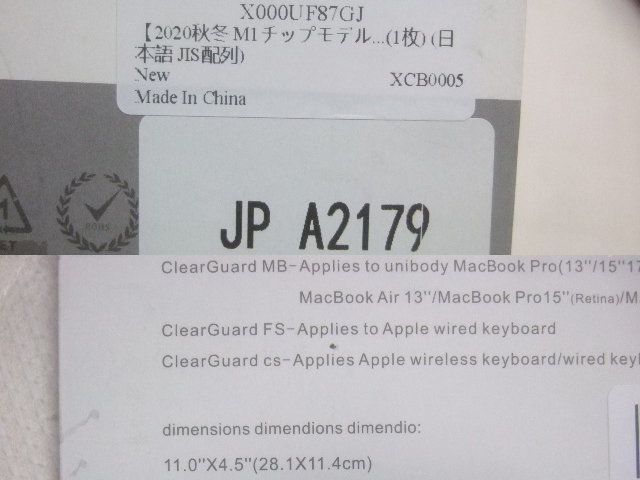 X000UF87GJ
【2020秋冬 M1チップモデル...(1枚) (日
本語 JIS配列)
New XCB0005
Made In China
ROHS
JP A2179
ClearGuard MB-Applies to unibody MacBook Pro(13''/15''17
MacBook Air 13''/MacBook Pro15''(Retina)/M
ClearGuard FS-Applies to Apple wired keyboard
ClearGuard cs-Applies Apple wireless keyboard/wired key
dimensions dimendions dimendio:
11.0''X4.5''(28.1X11.4cm)